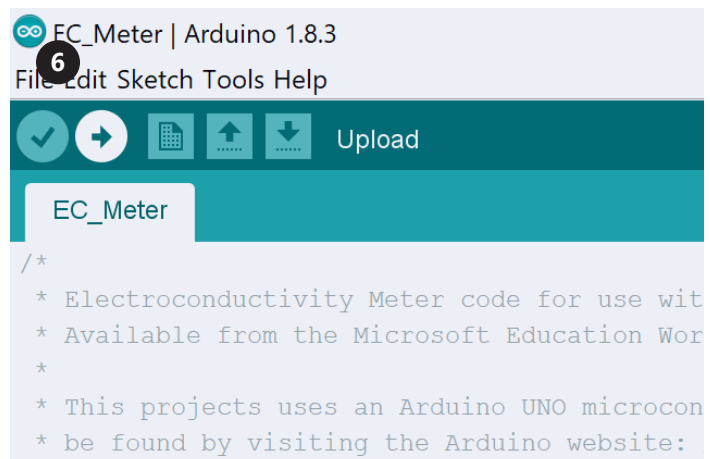 EC_Meter | Arduino 1.8.3
6
File Edit Sketch Tools Help
Upload
EC_Meter
/*
* Electroconductivity Meter code for use wit
* Available from the Microsoft Education Wor
*
* This projects uses an Arduino UNO microcon
* be found by visiting the Arduino website: